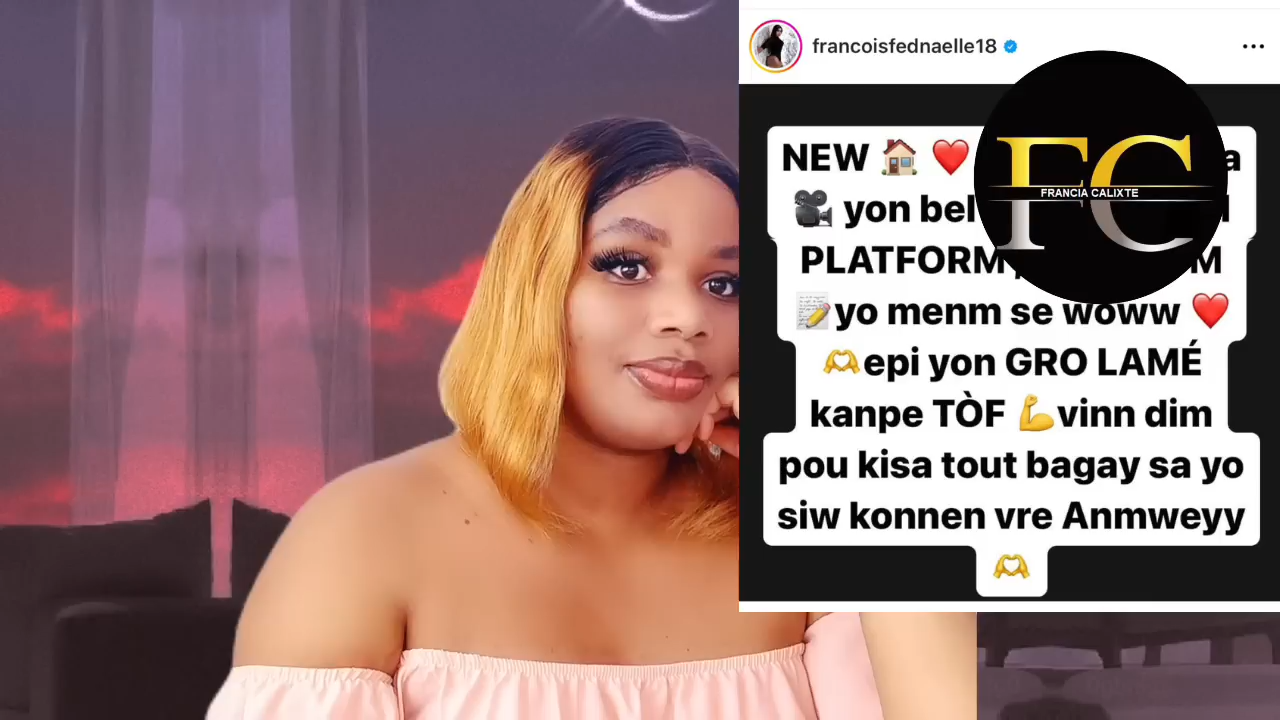 francoisfednaelle18
NEW 🏠 ❤️ a
🎥 yon bel
PLATFORM M
📝 yo menm se woww ❤️
🫶 epi yon GRO LAMÉ
kanpe TÒF 💪 vinn dim
pou kisa tout bagay sa yo
siw konnen vre Anmweyy
🫶
FC
FRANCIA CALIXTE